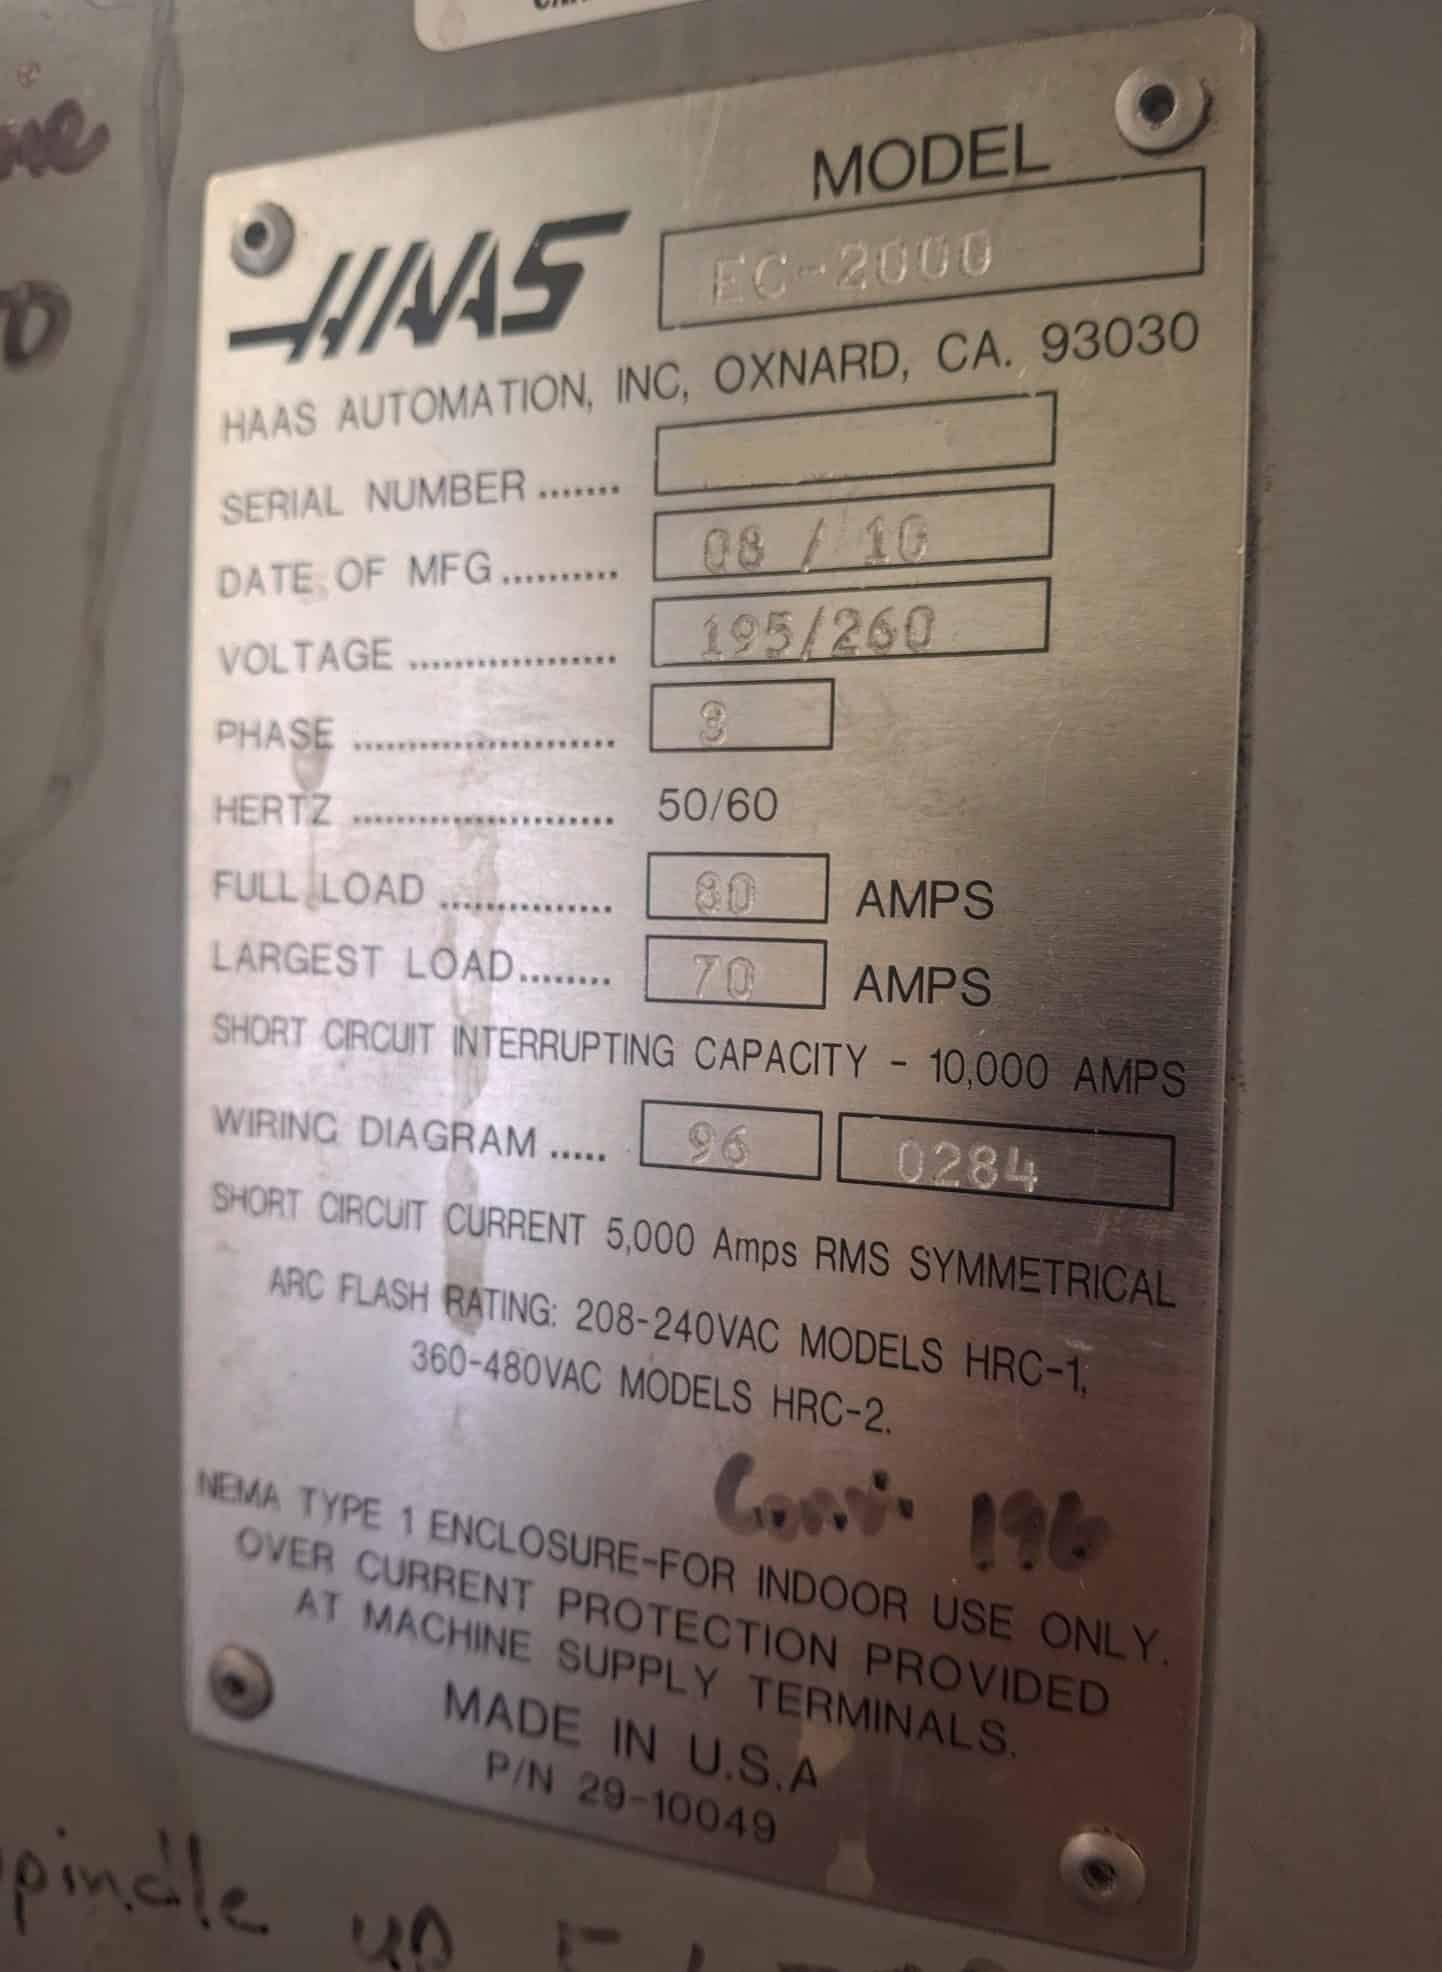 MODEL
HAAS EC-2000
HAAS AUTOMATION, INC, OXNARD, CA. 93030
SERIAL NUMBER .......
DATE OF MFG .......... 08 / 10
VOLTAGE .................. 195/260
PHASE ....................... 3
HERTZ ....................... 50/60
FULL LOAD ............... 80 AMPS
LARGEST LOAD........ 70 AMPS
SHORT CIRCUIT INTERRUPTING CAPACITY - 10,000 AMPS
WIRING DIAGRAM ..... 96 0284
SHORT CIRCUIT CURRENT 5,000 Amps RMS SYMMETRICAL
ARC FLASH RATING: 208-240VAC MODELS HRC-1,
360-480VAC MODELS HRC-2.
196
NEMA TYPE 1 ENCLOSURE-FOR INDOOR USE ONLY.
OVER CURRENT PROTECTION PROVIDED
AT MACHINE SUPPLY TERMINALS.
MADE IN U.S.A
P/N 29-10049